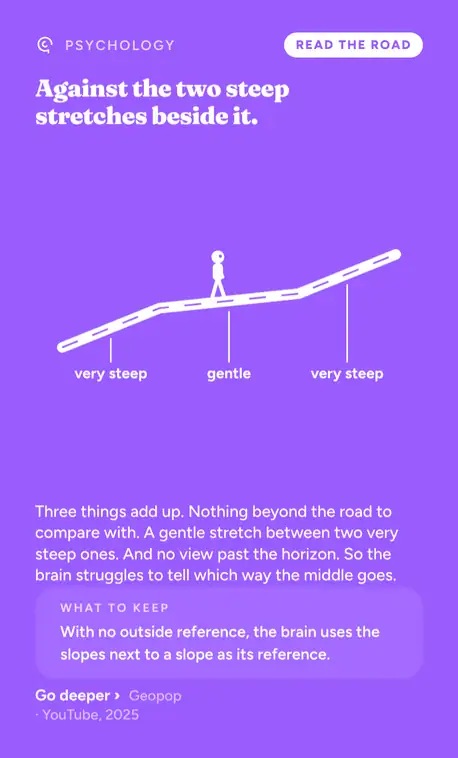 PSYCHOLOGY
READ THE ROAD
Against the two steep
stretches beside it.
very steep
gentle
very steep
Three things add up. Nothing beyond the road to
compare with. A gentle stretch between two very
steep ones. And no view past the horizon. So the
brain struggles to tell which way the middle goes.
WHAT TO KEEP
With no outside reference, the brain uses the
slopes next to a slope as its reference.
Go deeper › Geopop
· YouTube, 2025